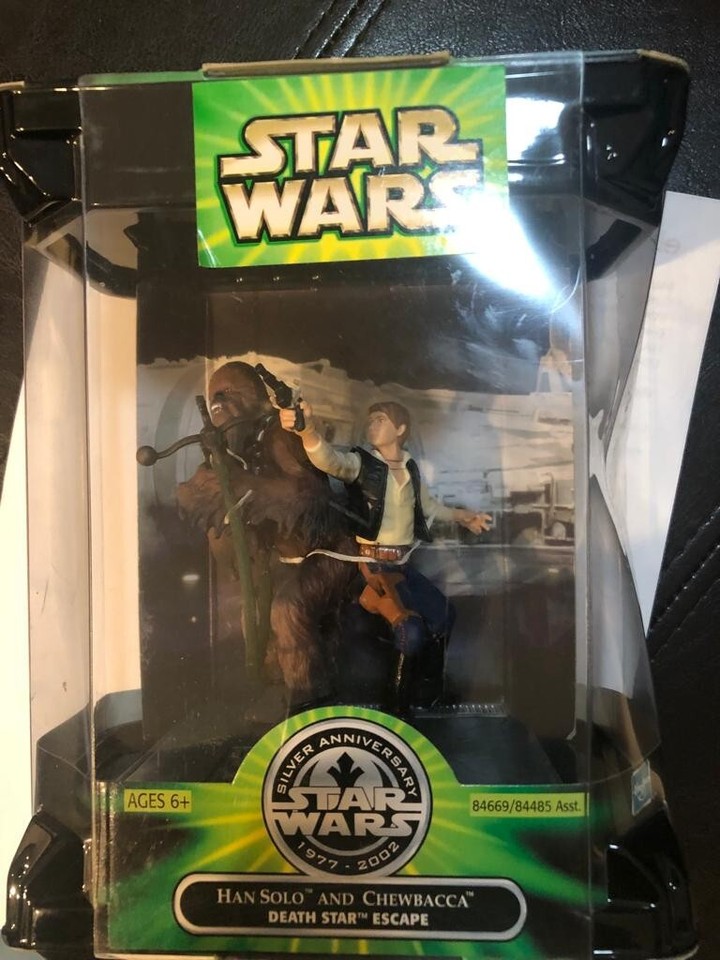 STAR
WARS
SILVER ANNIVERSARY
STAR
WARS
1977 - 2002
AGES 6+
84669/84485 Asst.
HAN SOLO™ AND CHEWBACCA™
DEATH STAR™ ESCAPE